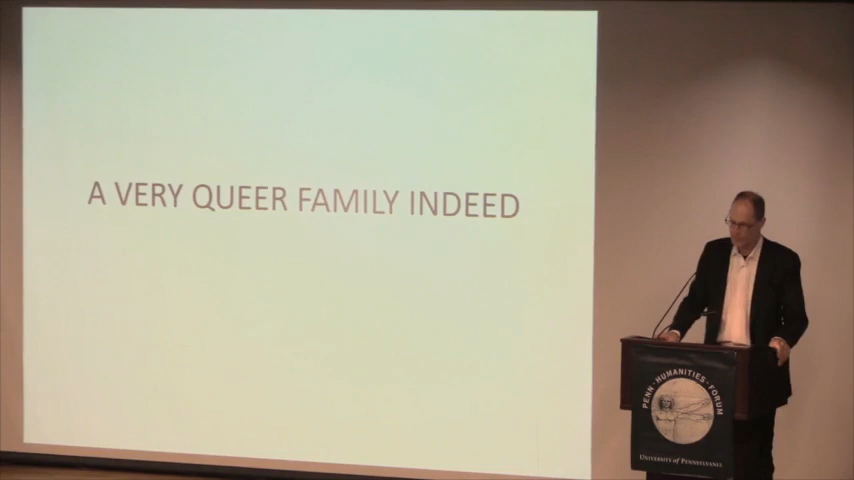 A VERY QUEER FAMILY INDEED
PENN · HUMANITIES · FORUM
UNIVERSITY of PENNSYLVANIA